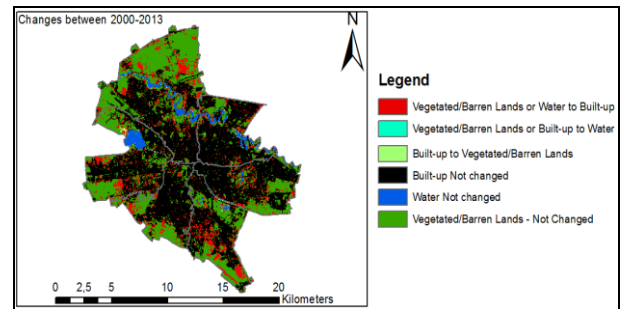 Changes between 2000-2013
N
Legend
Vegetated/Barren Lands or Water to Built-up
Vegetated/Barren Lands or Built-up to Water
Built-up to Vegetated/Barren Lands
Built-up Not changed
Water Not changed
Vegetated/Barren Lands - Not Changed
0 2,5 5 10 15 20
Kilometers